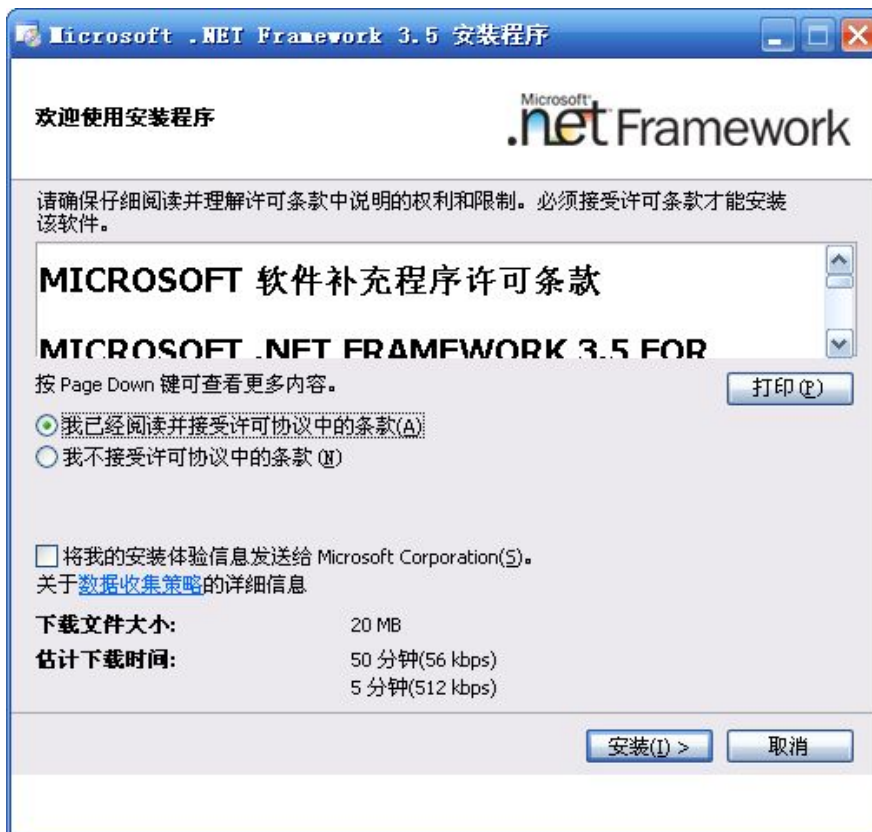 Microsoft .NET Framework 3.5 安装程序
欢迎使用安装程序
Microsoft
.net Framework
请确保仔细阅读并理解许可条款中说明的权利和限制。必须接受许可条款才能安装
该软件。
MICROSOFT 软件补充程序许可条款
MICROSOFT .NET FRAMEWORK 3.5 FOR
按 Page Down 键可查看更多内容。
打印(P)
我已经阅读并接受许可协议中的条款(A)
我不接受许可协议中的条款(N)
将我的安装体验信息发送给 Microsoft Corporation(S)。
关于数据收集策略的详细信息
下载文件大小: 20 MB
估计下载时间: 50 分钟(56 kbps)
5 分钟(512 kbps)
安装(I) >
取消